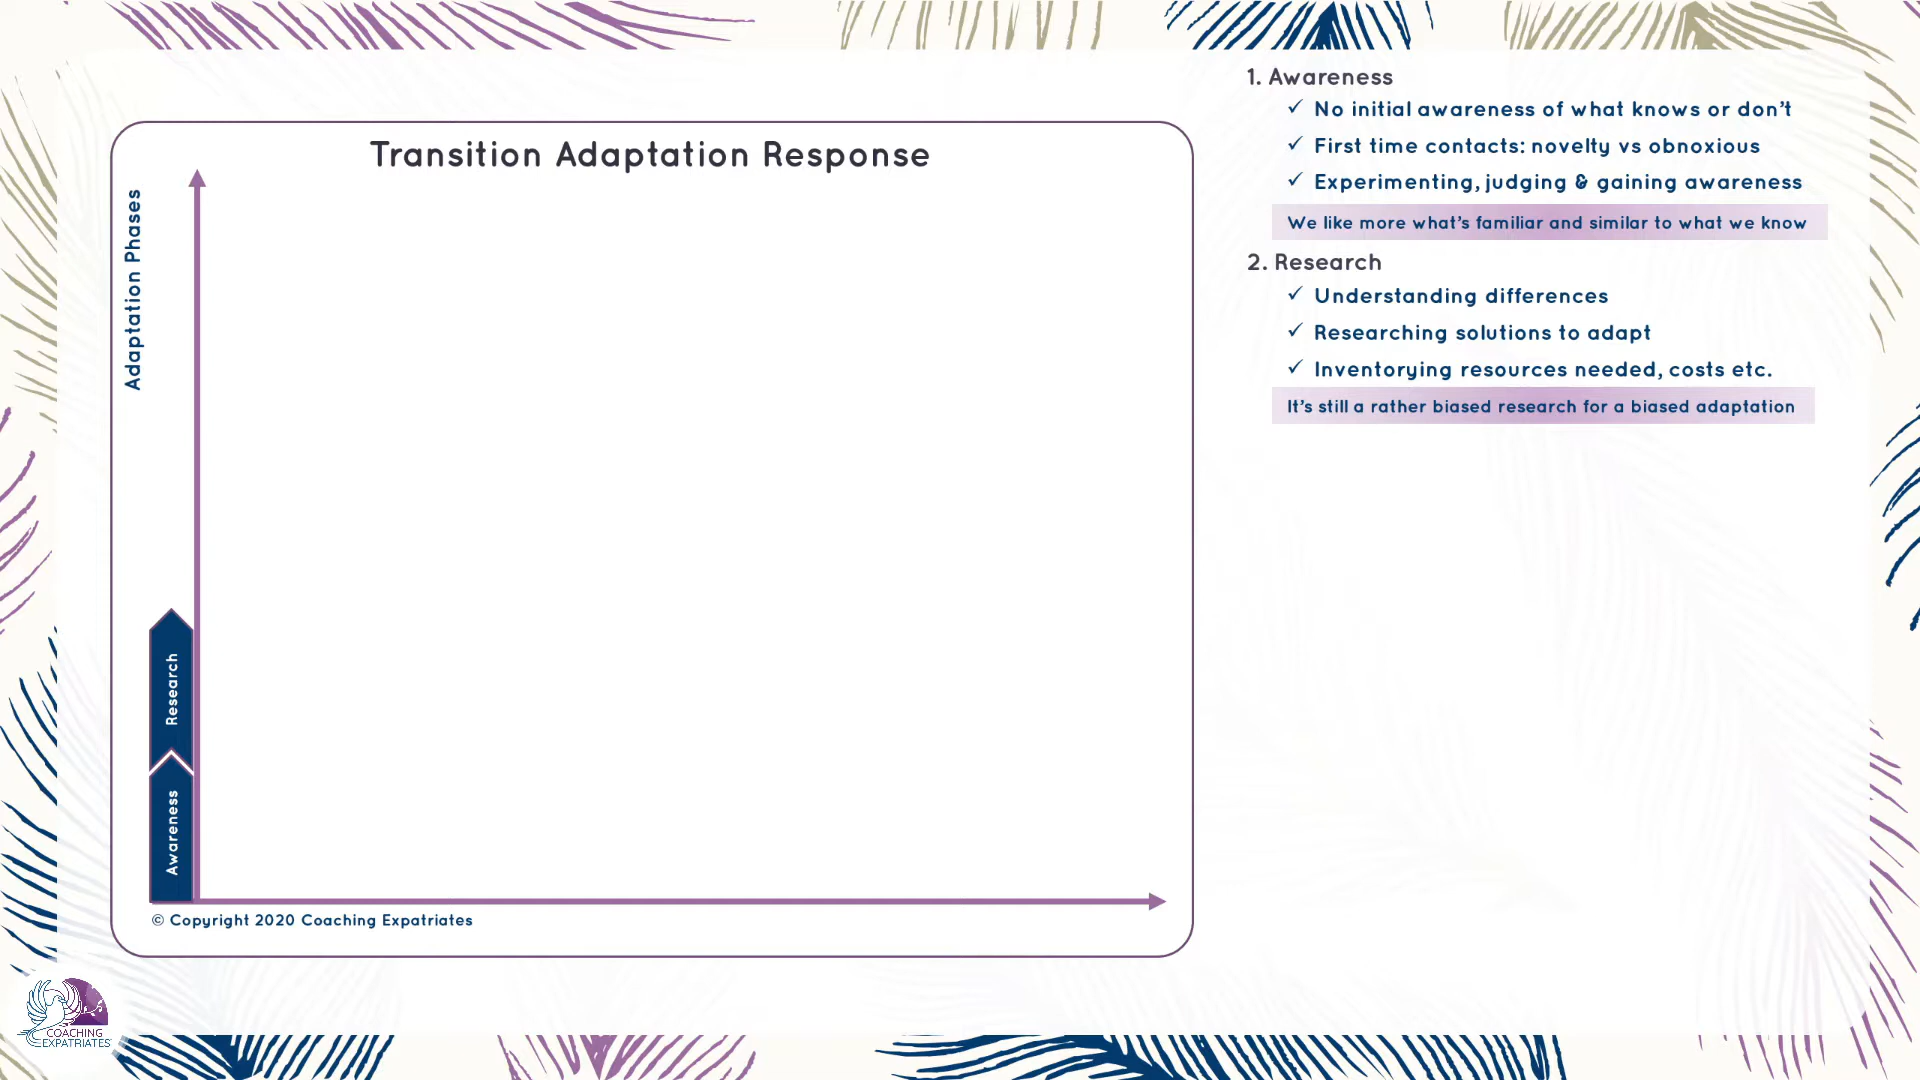 Transition Adaptation Response
Adaptation Phases
Research
Awareness
© Copyright 2020 Coaching Expatriates
1. Awareness
✓ No initial awareness of what knows or don't
✓ First time contacts: novelty vs obnoxious
✓ Experimenting, judging & gaining awareness
We like more what's familiar and similar to what we know
2. Research
✓ Understanding differences
✓ Researching solutions to adapt
✓ Inventorying resources needed, costs etc.
It's still a rather biased research for a biased adaptation
COACHING
EXPATRIATES